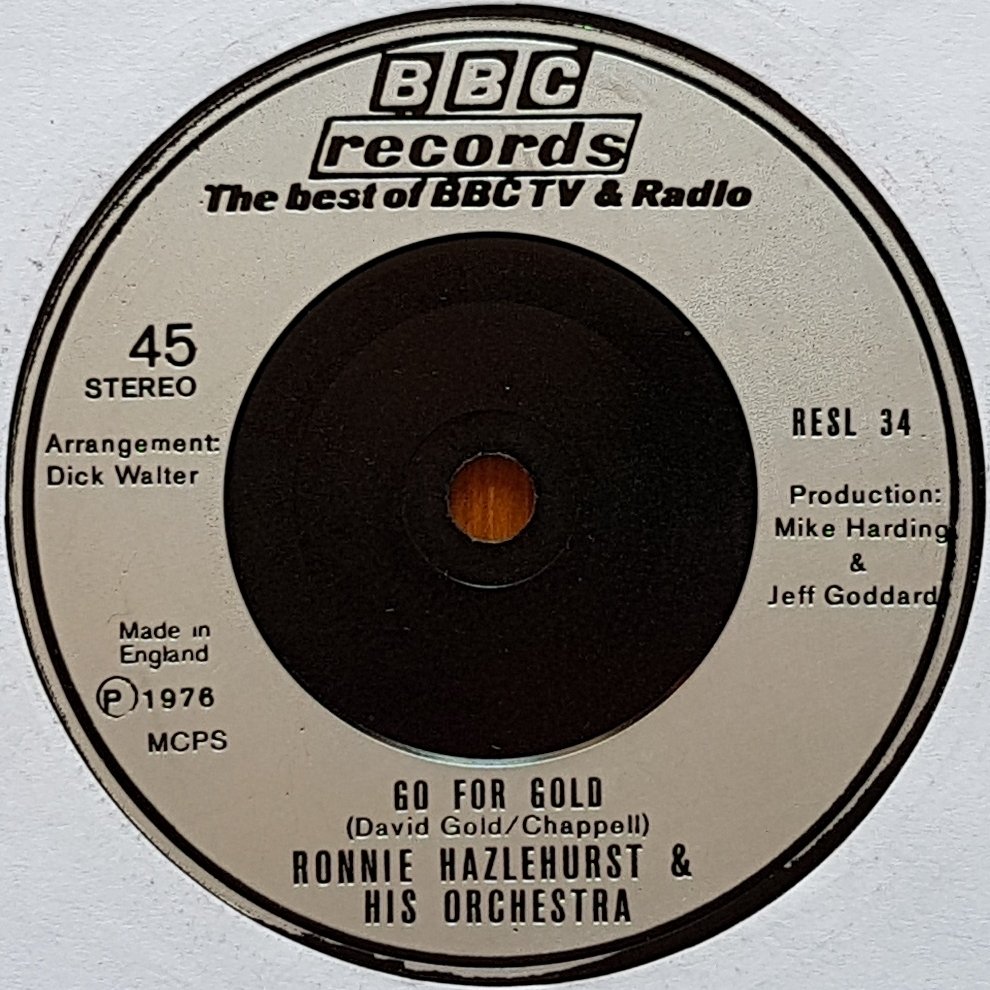 BBC
records
The best of BBC TV & Radio
45
STEREO
Arrangement:
Dick Walter
RESL 34
Production:
Mike Harding
&
Jeff Goddard
Made in
England
Ⓟ 1976
MCPS
GO FOR GOLD
(David Gold/Chappell)
RONNIE HAZLEHURST &
HIS ORCHESTRA